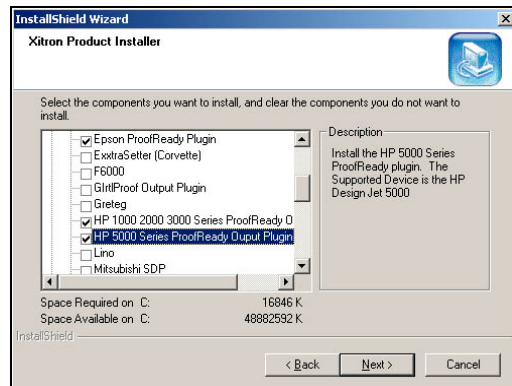 InstallShield Wizard
Xitron Product Installer
Select the components you want to install, and clear the components you do not want to
install.
Epson ProofReady Plugin
ExxtraSetter (Corvette)
F6000
GIrtlProof Output Plugin
Greteg
HP 1000 2000 3000 Series ProofReady O
HP 5000 Series ProofReady Ouput Plugin
Lino
Mitsubishi SDP
Description
Install the HP 5000 Series
ProofReady plugin. The
Supported Device is the HP
Design Jet 5000
Space Required on C: 16846 K
Space Available on C: 48882592 K
InstallShield
< Back
Next >
Cancel